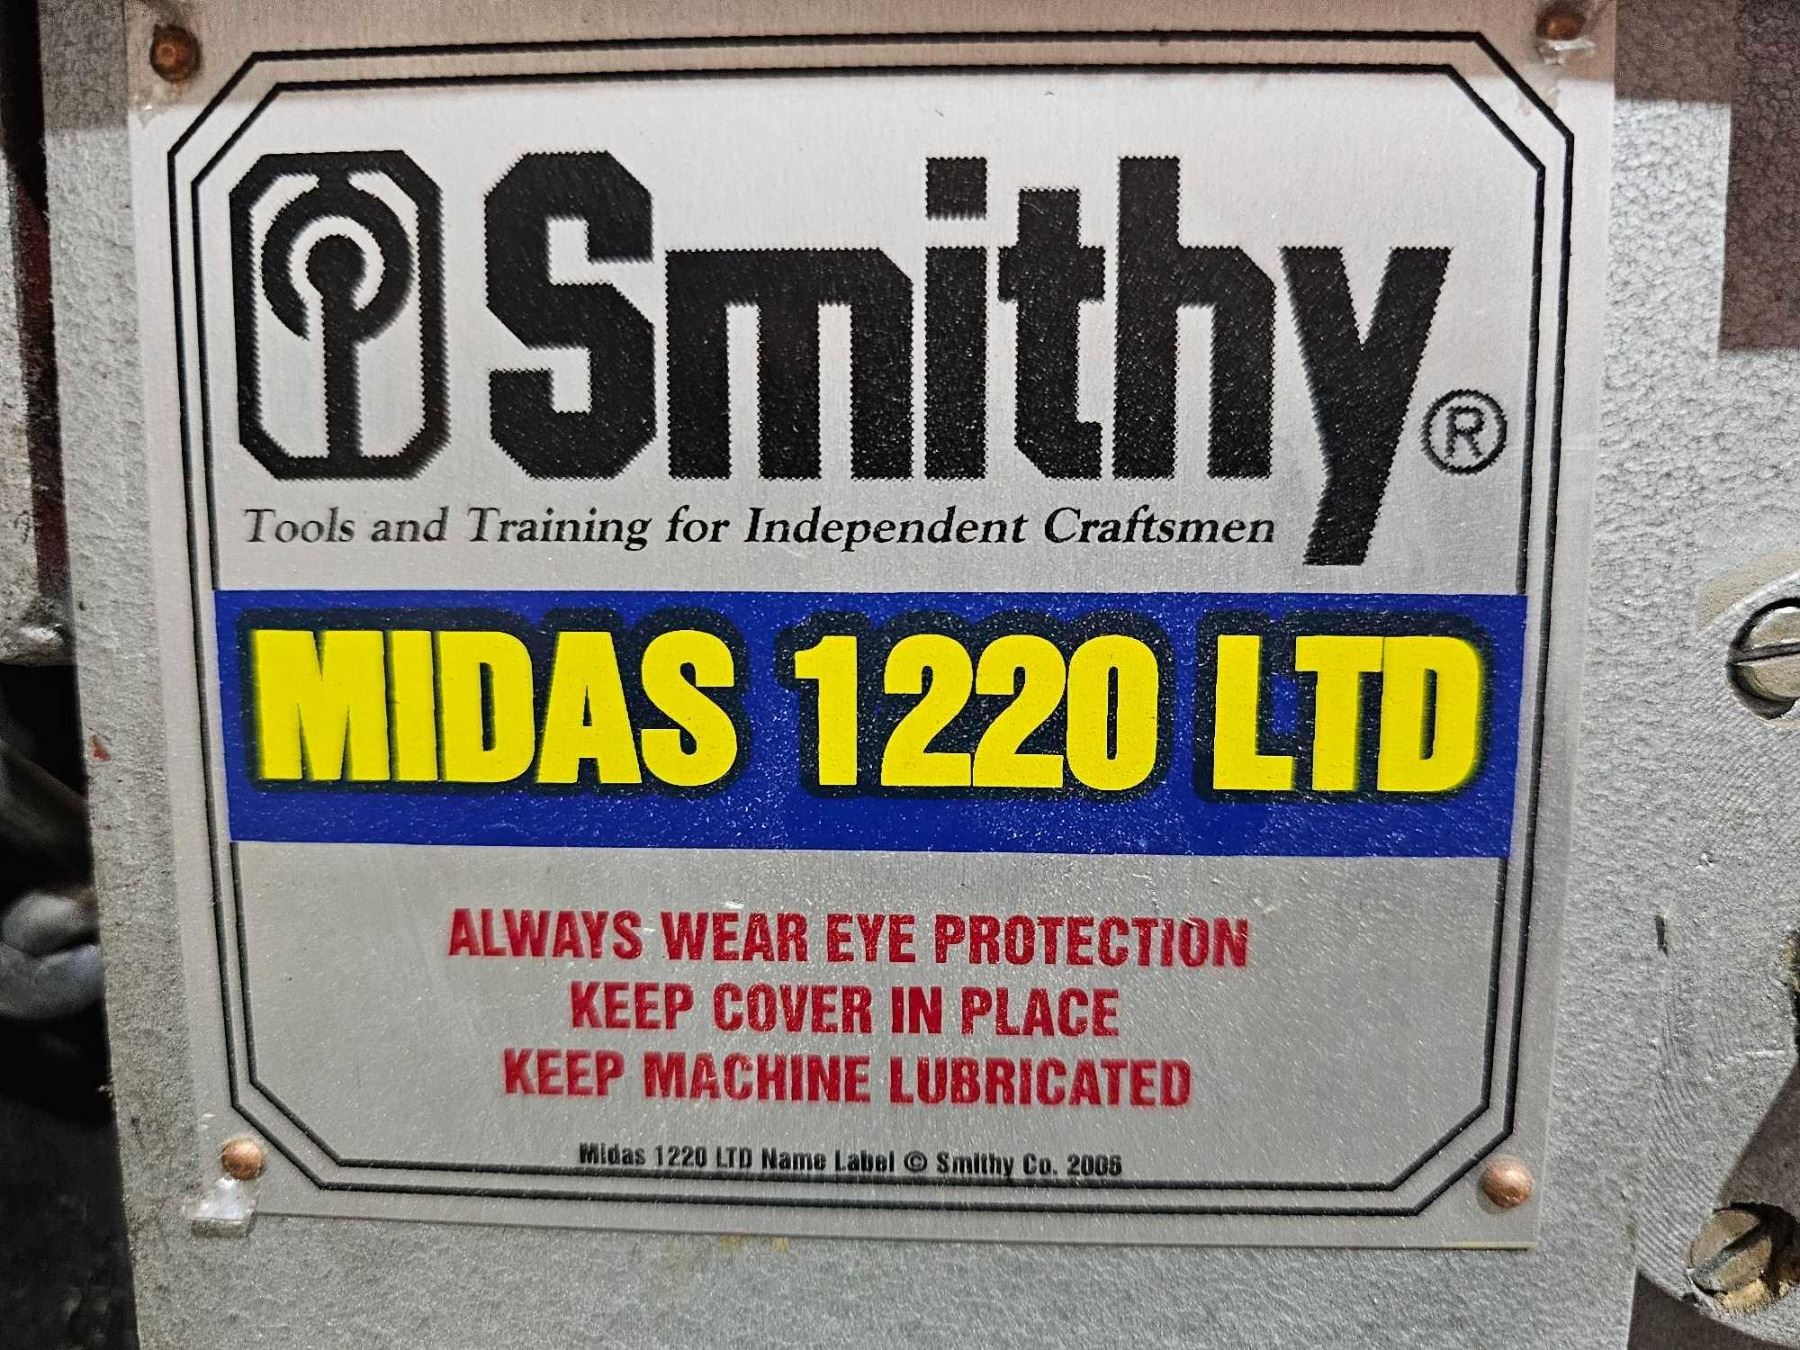 Smithy®
Tools and Training for Independent Craftsmen
MIDAS 1220 LTD
ALWAYS WEAR EYE PROTECTION
KEEP COVER IN PLACE
KEEP MACHINE LUBRICATED
Midas 1220 LTD Name Label © Smithy Co. 2005